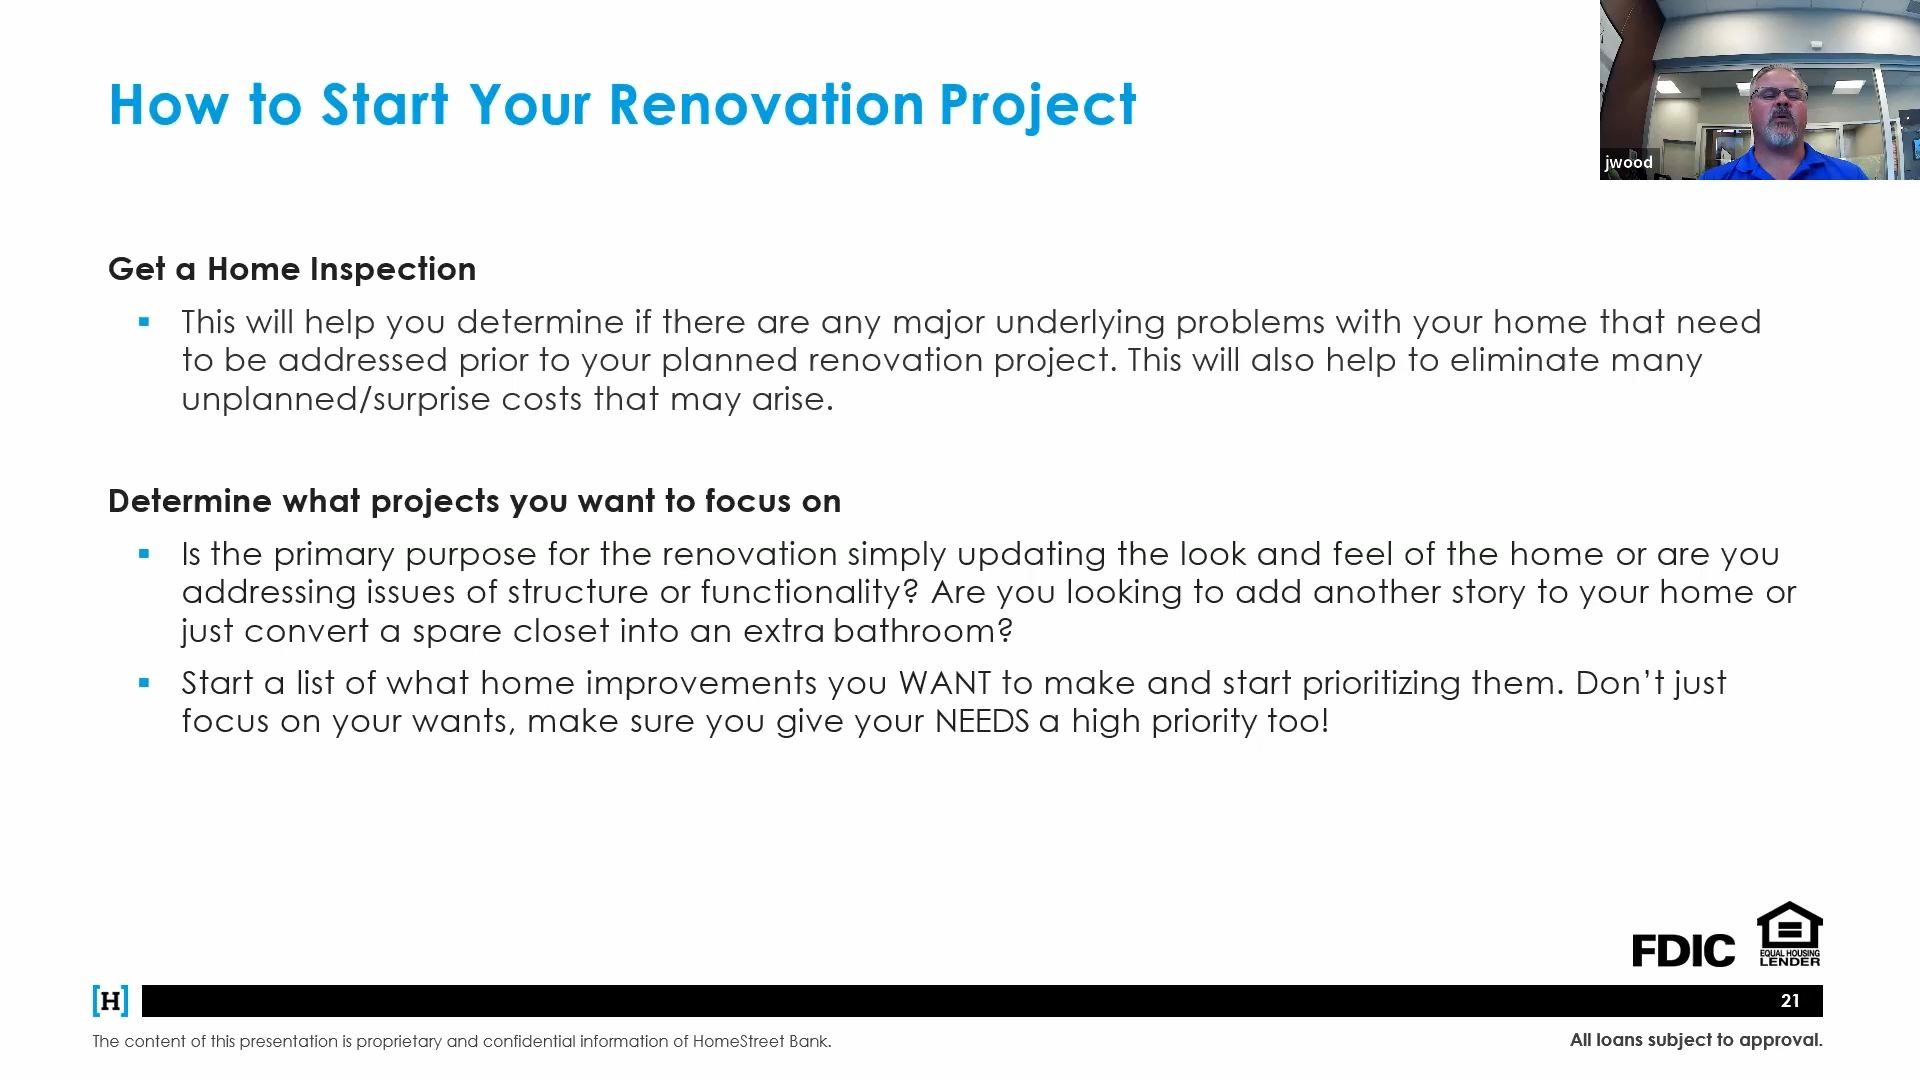 How to Start Your Renovation Project
jwood
Get a Home Inspection
▪ This will help you determine if there are any major underlying problems with your home that need
to be addressed prior to your planned renovation project. This will also help to eliminate many
unplanned/surprise costs that may arise.
Determine what projects you want to focus on
▪ Is the primary purpose for the renovation simply updating the look and feel of the home or are you
addressing issues of structure or functionality? Are you looking to add another story to your home or
just convert a spare closet into an extra bathroom?
▪ Start a list of what home improvements you WANT to make and start prioritizing them. Don’t just
focus on your wants, make sure you give your NEEDS a high priority too!
FDIC
EQUAL HOUSING
LENDER
[H]
21
The content of this presentation is proprietary and confidential information of HomeStreet Bank.
All loans subject to approval.